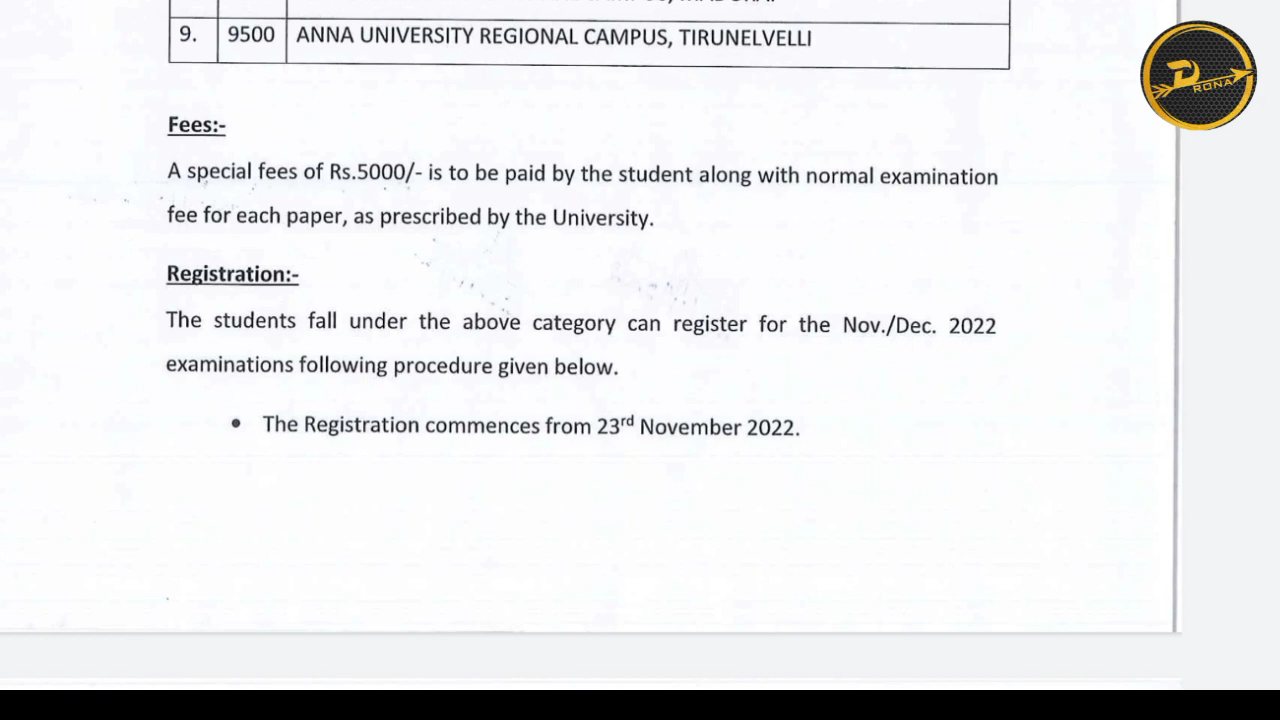 9. 9500 ANNA UNIVERSITY REGIONAL CAMPUS, TIRUNELVELLI
Fees:-
A special fees of Rs.5000/- is to be paid by the student along with normal examination
fee for each paper, as prescribed by the University.
Registration:-
The students fall under the above category can register for the Nov./Dec. 2022
examinations following procedure given below.
• The Registration commences from 23rd November 2022.
D
RONA